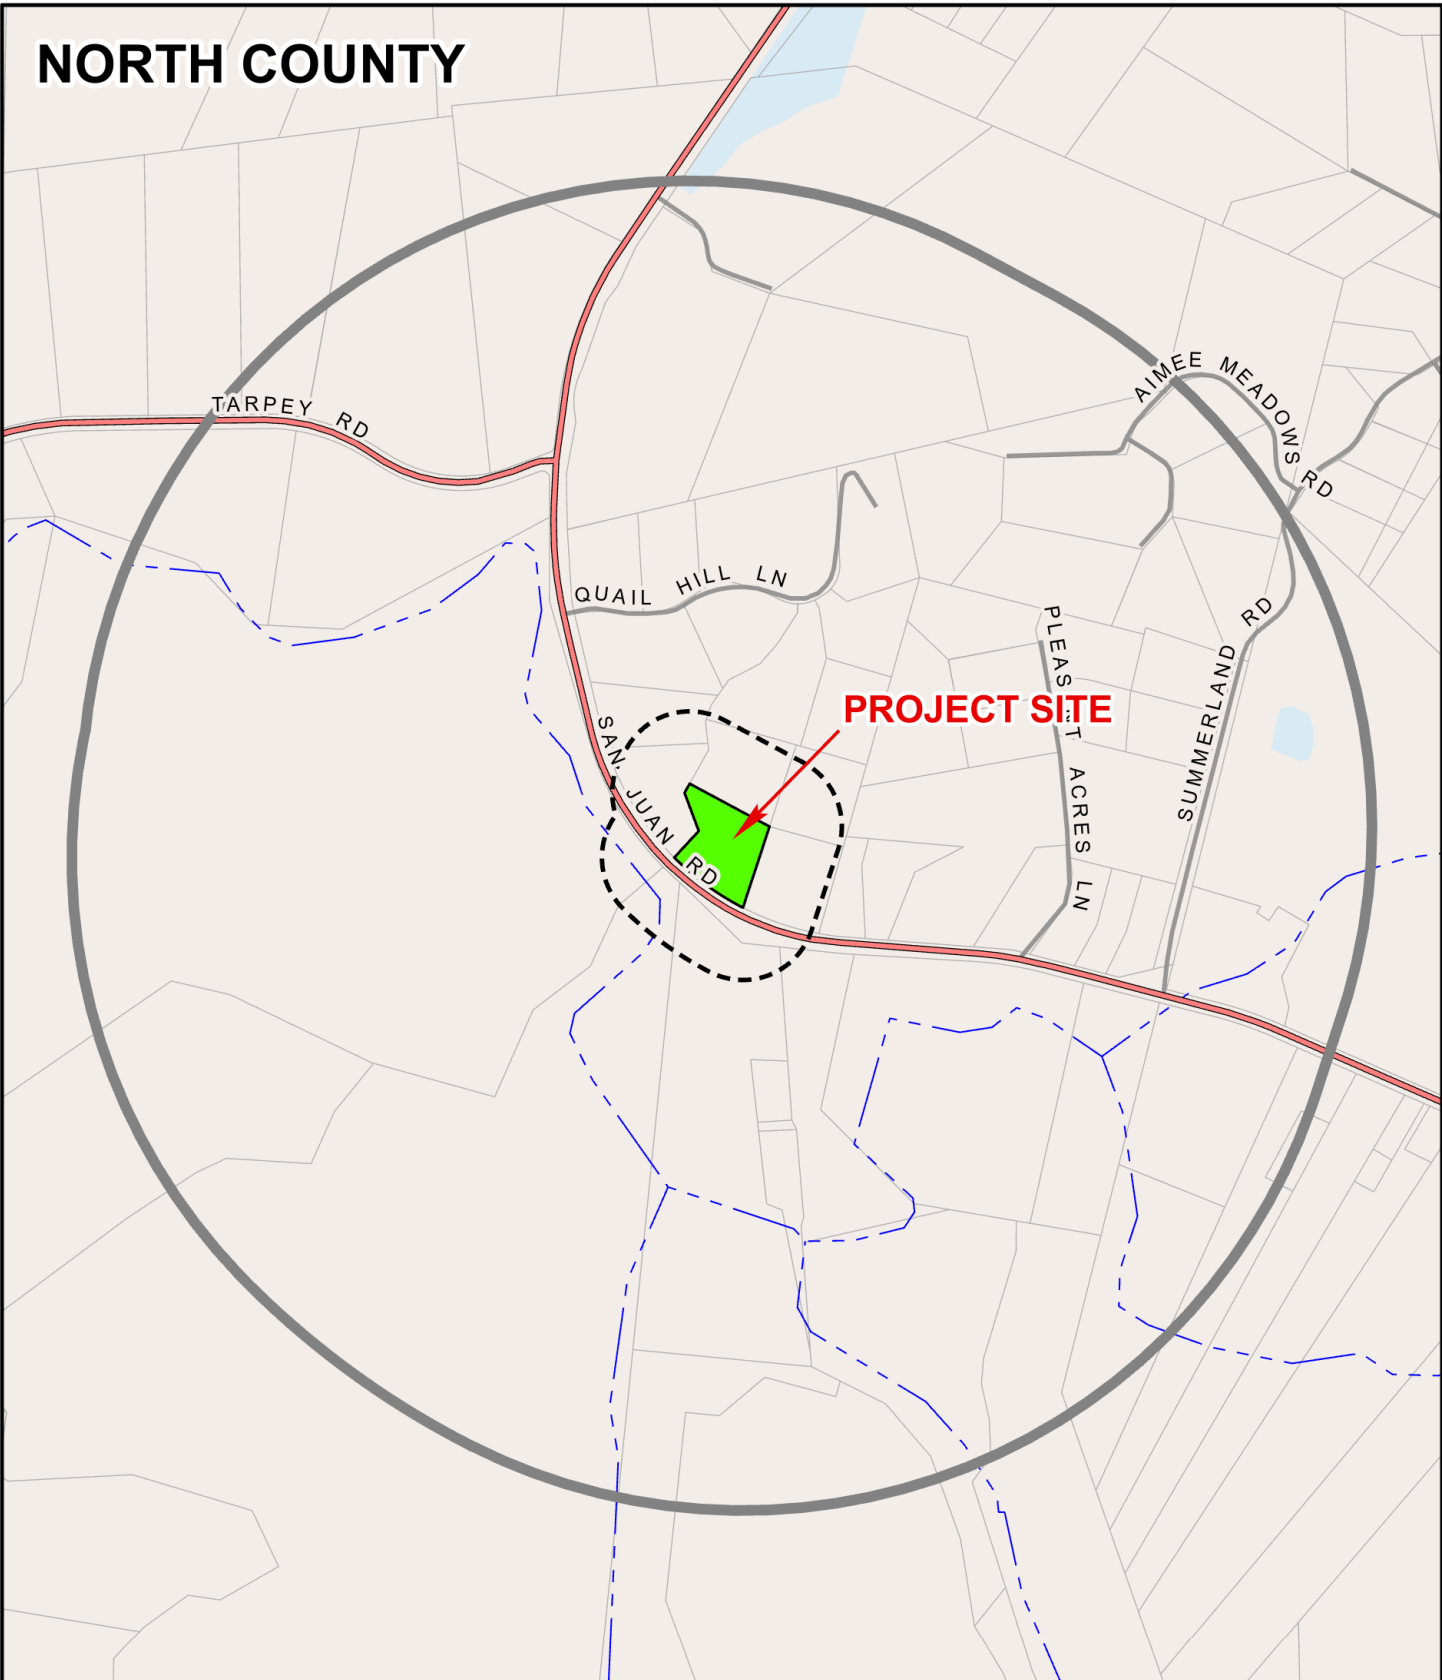 NORTH COUNTY
AIMEE MEADOWS RD
TARPEY RD
QUAIL HILL LN
SUMMERLAND RD
PROJECT SITE
SAN JUAN RD
ACRES LN